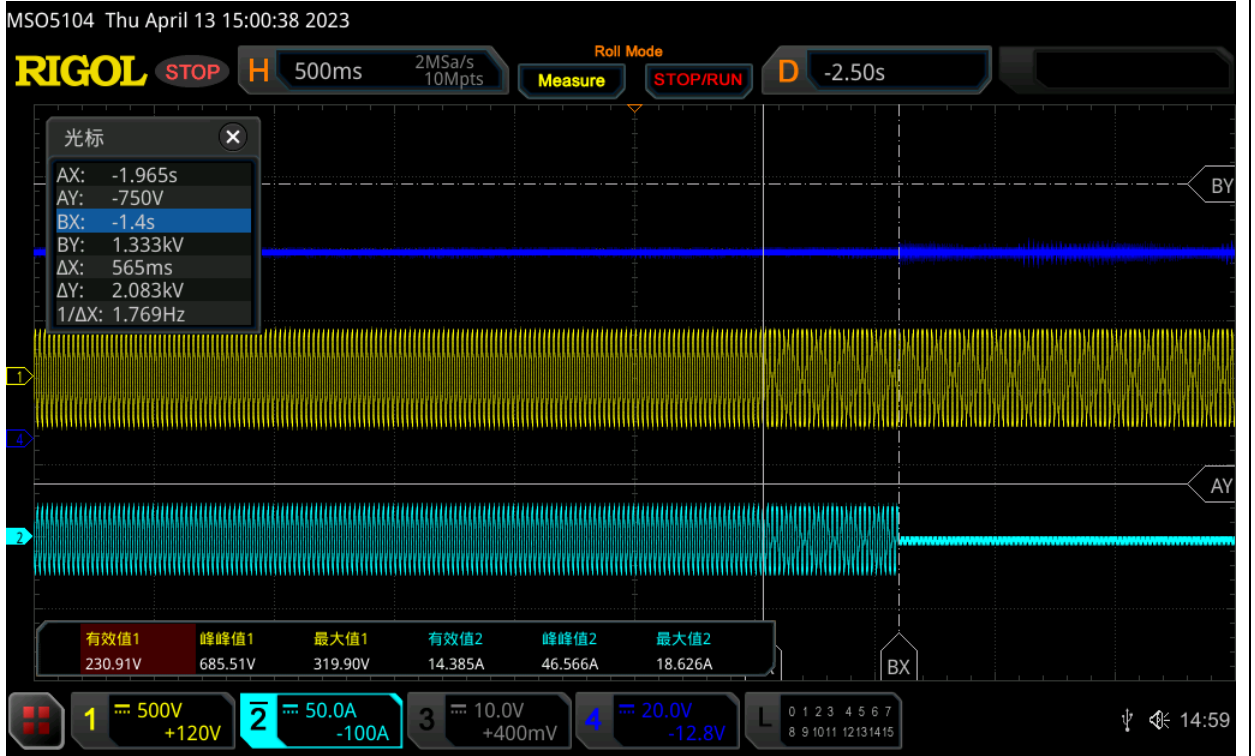 MSO5104 Thu April 13 15:00:38 2023
RIGOL STOP H 500ms 2MSa/s 10Mpts Roll Mode Measure STOP/RUN D -2.50s
光标
AX: -1.965s
AY: -750V
BX: -1.4s
BY: 1.333kV
ΔX: 565ms
ΔY: 2.083kV
1/ΔX: 1.769Hz
BY
1
4
AY
2
有效值1 峰峰值1 最大值1 有效值2 峰峰值2 最大值2
230.91V 685.51V 319.90V 14.385A 46.566A 18.626A
BX
1 500V +120V
2 50.0A -100A
3 10.0V +400mV
4 20.0V -12.8V
L 0 1 2 3 4 5 6 7
8 9 10 11 12 13 14 15
14:59